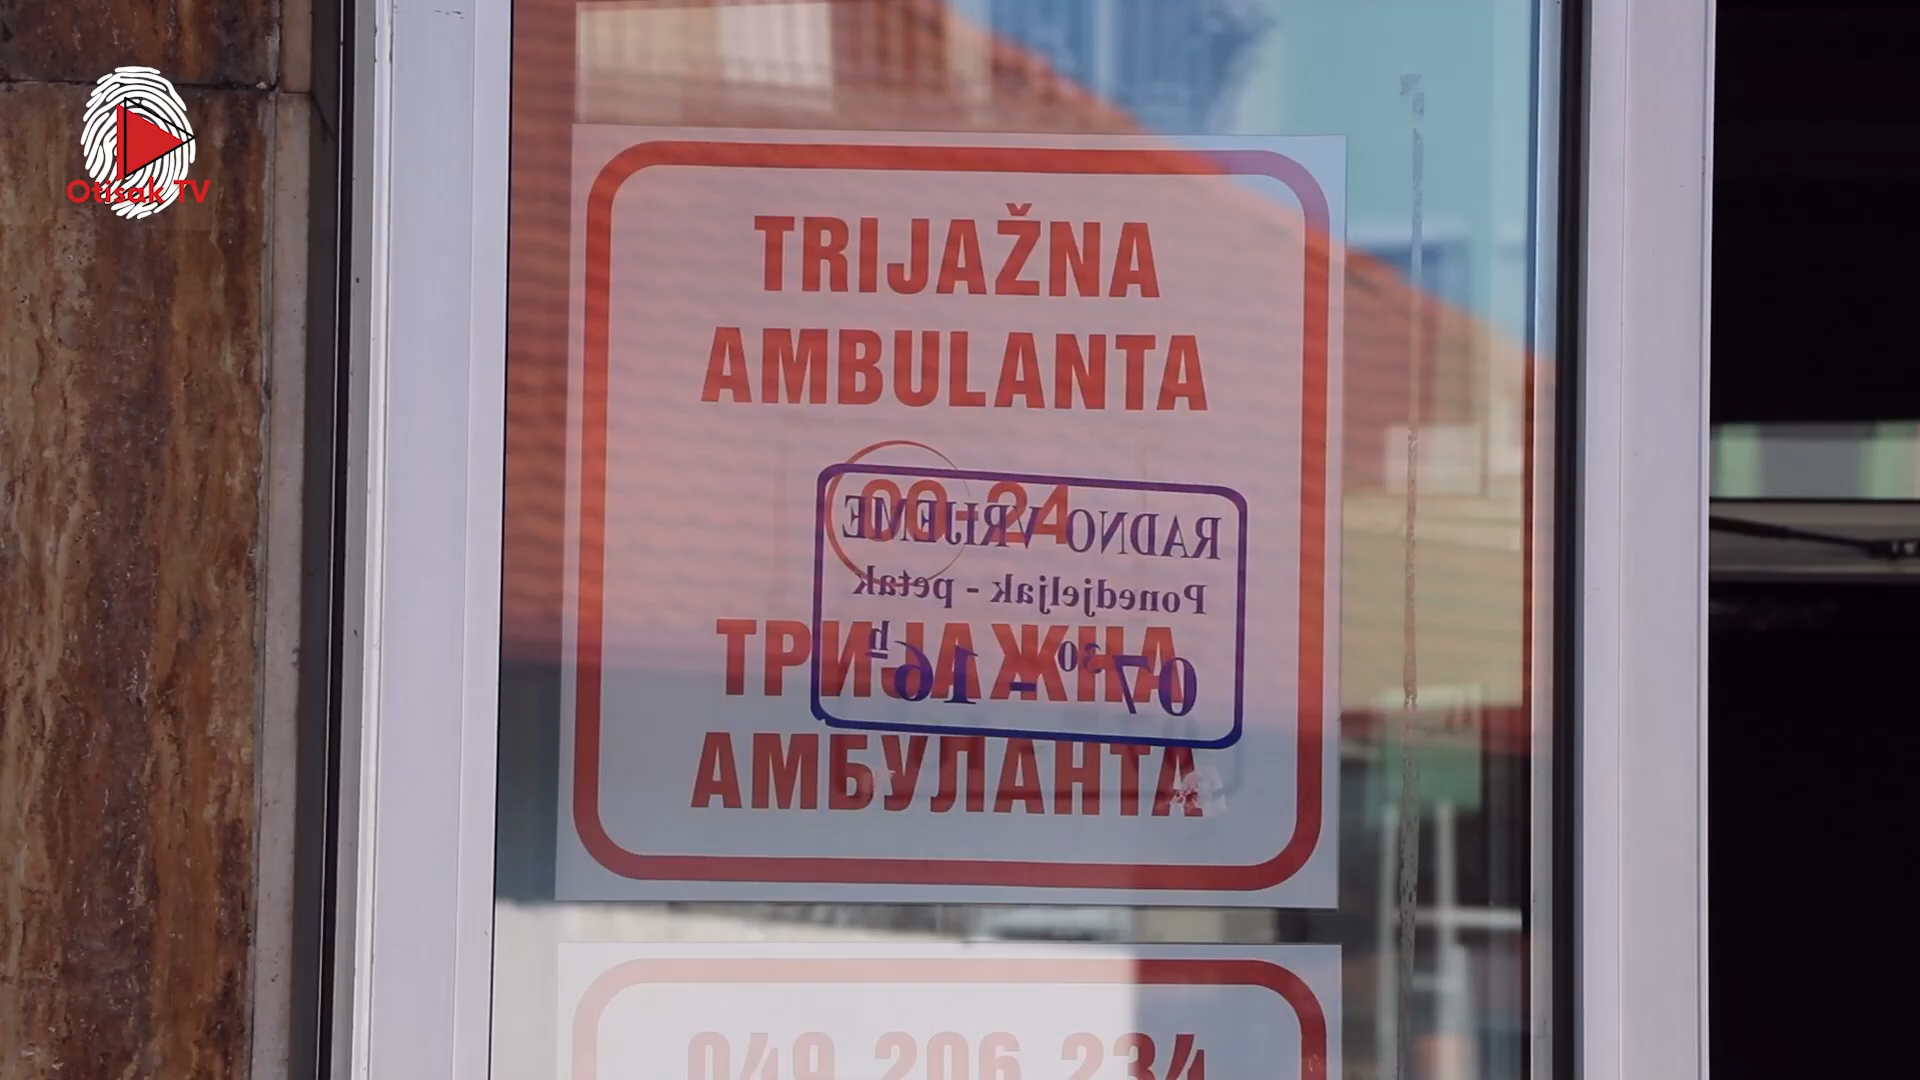 Otisak TV
TRIJAŽNA
AMBULANTA
00-24
RADNO VRIJEME
Ponedjeljak - petak
07³⁰ - 16ʰ
ТРИЈАЖНА
АМБУЛАНТА
049 206 234